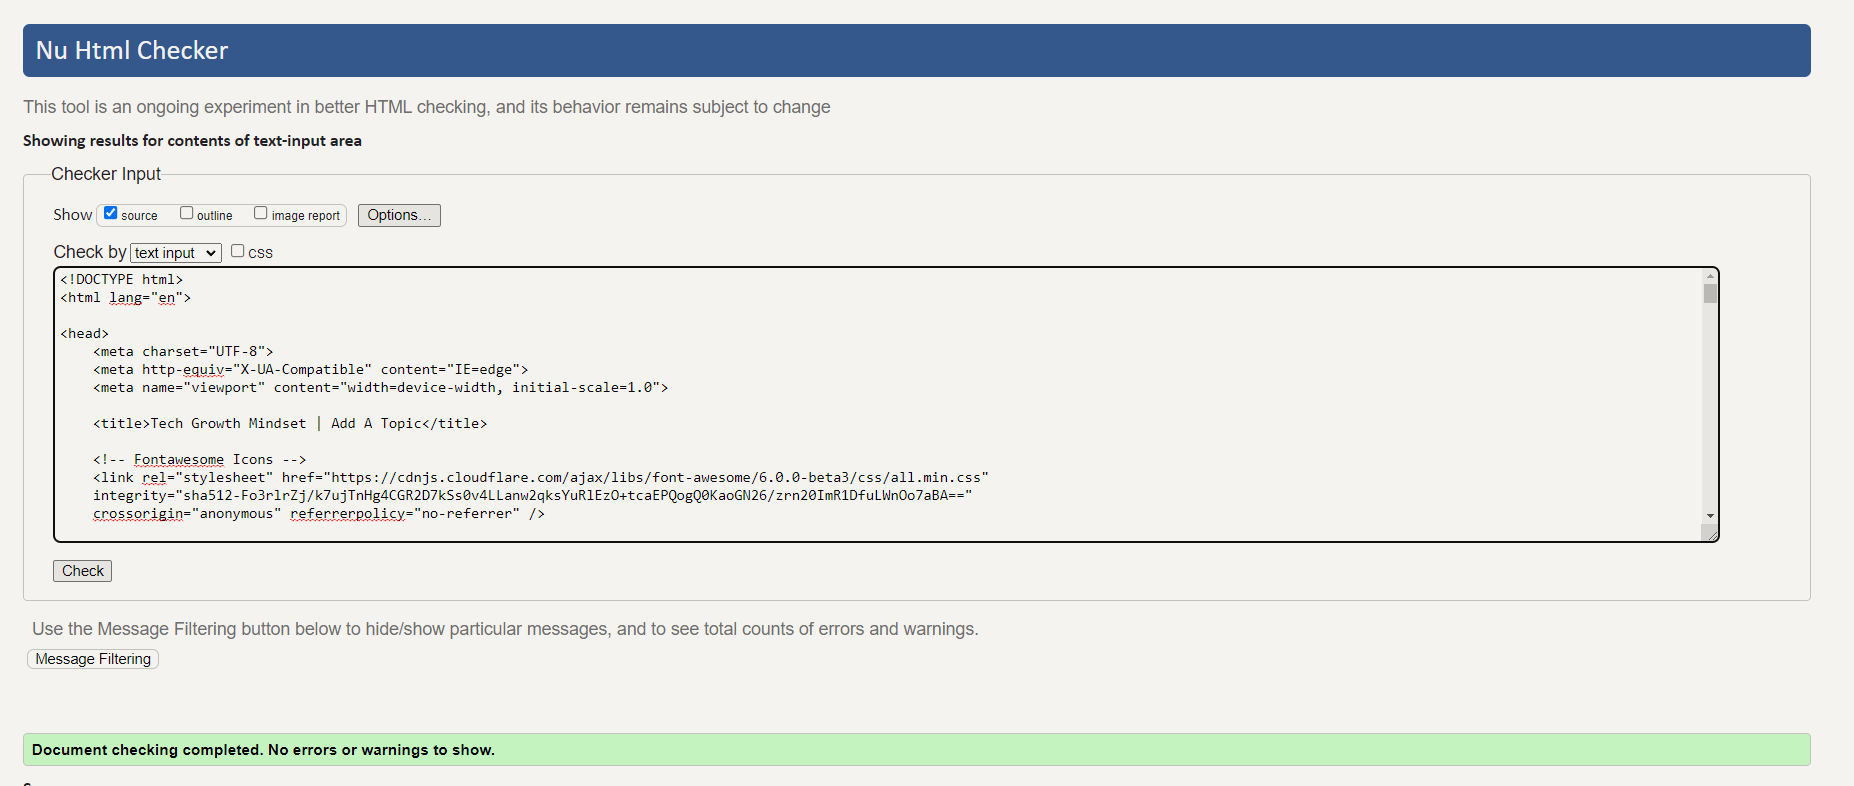 Nu Html Checker
This tool is an ongoing experiment in better HTML checking, and its behavior remains subject to change
Showing results for contents of text-input area
Checker Input
Show source outline image report Options...
Check by text input css
<!DOCTYPE html>
<html lang="en">
<head>
<meta charset="UTF-8">
<meta http-equiv="X-UA-Compatible" content="IE=edge">
<meta name="viewport" content="width=device-width, initial-scale=1.0">
<title>Tech Growth Mindset | Add A Topic</title>
<!-- Fontawesome Icons -->
<link rel="stylesheet" href="https://cdnjs.cloudflare.com/ajax/libs/font-awesome/6.0.0-beta3/css/all.min.css"
integrity="sha512-Fo3rlrZj/k7ujTnHg4CGR2D7kSs0v4LLanw2qksYuRlEzO+tcaEPQogQ0KaoGN26/zrn20ImR1DfuLWnOo7aBA=="
crossorigin="anonymous" referrerpolicy="no-referrer" />
Check
Use the Message Filtering button below to hide/show particular messages, and to see total counts of errors and warnings.
Message Filtering
Document checking completed. No errors or warnings to show.